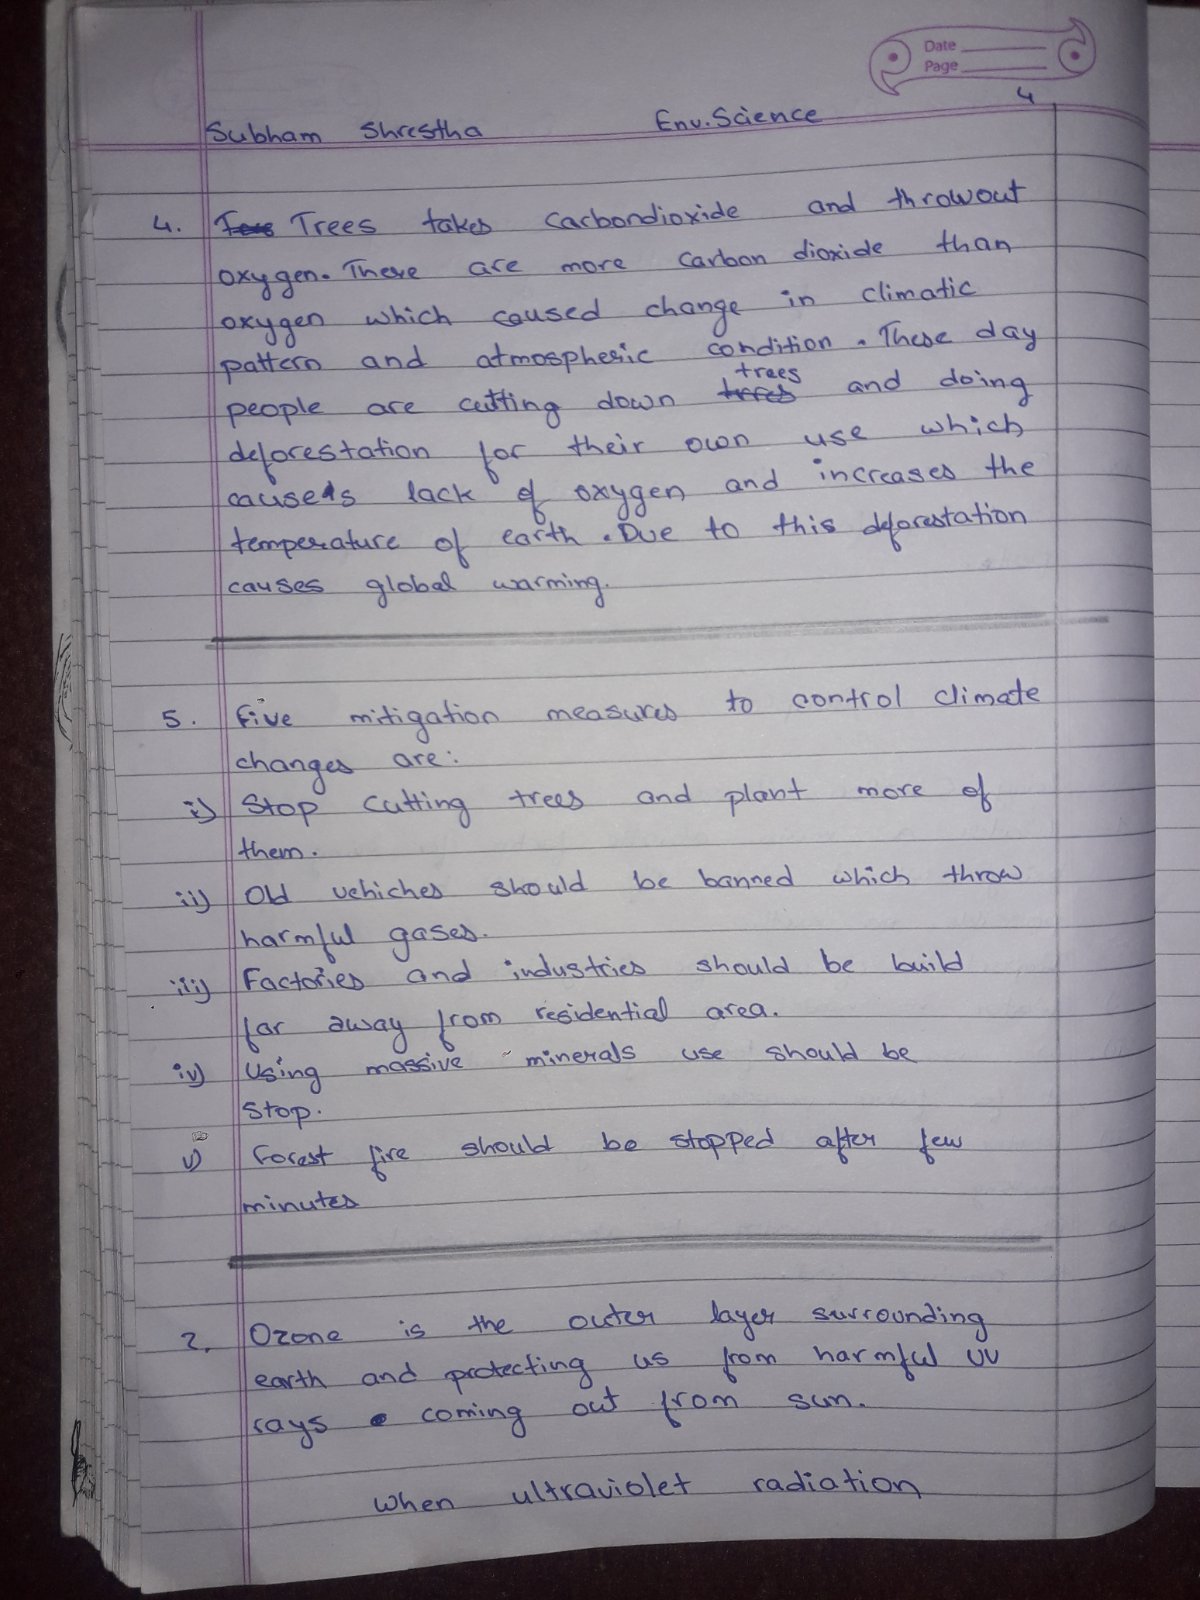 Date
Page
4
Subham Shrestha Env.Science
4. Trees takes carbondioxide and throwout
oxygen. There are more carbon dioxide than
oxygen which caused change in climatic
pattern and atmospheric condition. These day
people are cutting down trees and doing
deforestation for their own use which
causes lack of oxygen and increases the
temperature of earth. Due to this deforestation
causes global warming.
5. Five mitigation measures to control climate
changes are:
i) Stop cutting trees and plant more of
them.
ii) Old vehiches should be banned which throw
harmful gases.
iii) Factories and industries should be build
far away from residential area.
iv) Using massive minerals use should be
stop.
v) Forest fire should be stopped after few
minutes
2. Ozone is the outer layer surrounding
earth and protecting us from harmful UV
rays coming out from sun.
When ultraviolet radiation